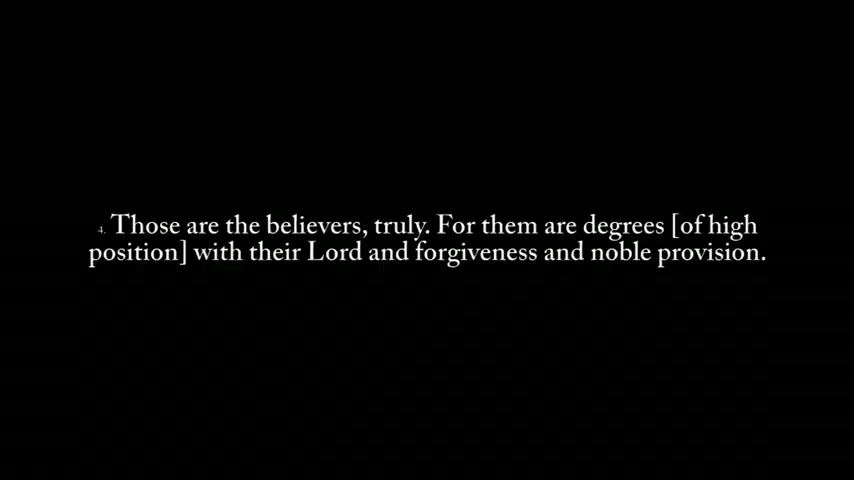 4. Those are the believers, truly. For them are degrees [of high
position] with their Lord and forgiveness and noble provision.